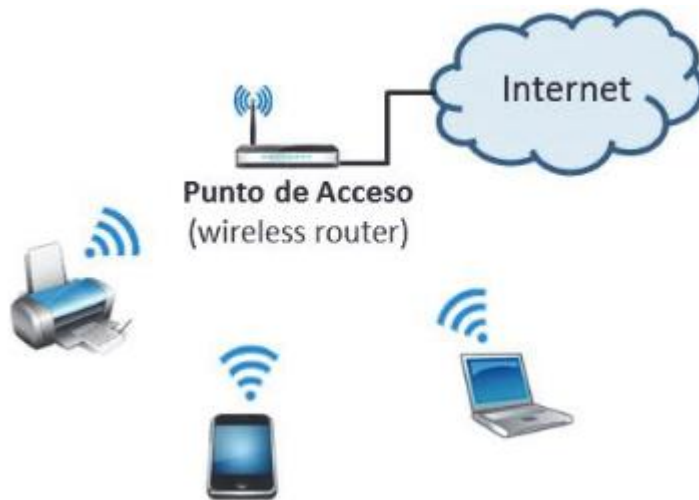 Internet
Punto de Acceso
(wireless router)